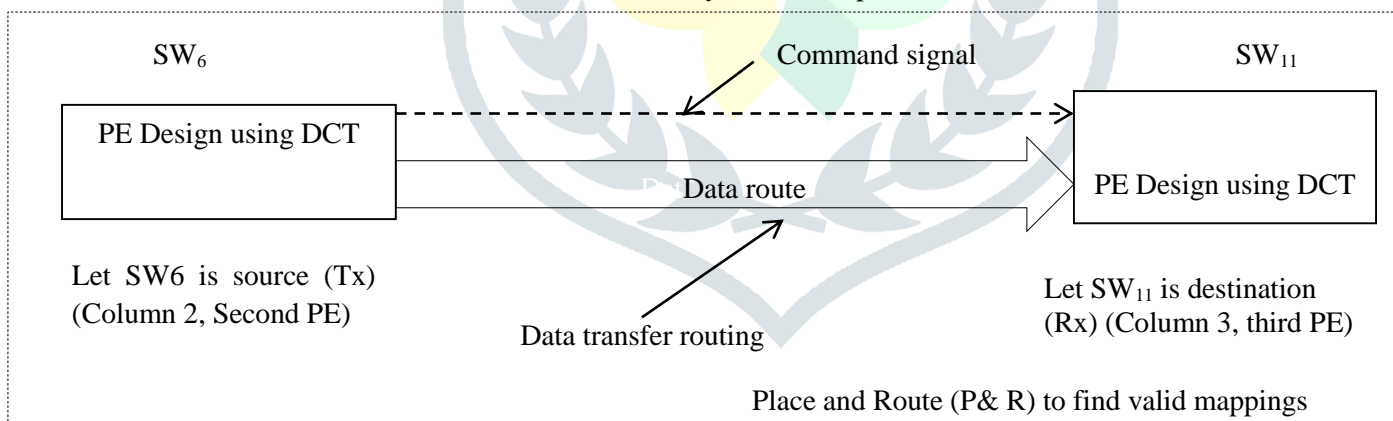 SW₆
Command signal
SW₁₁
PE Design using DCT
Data route
PE Design using DCT
Let SW6 is source (Tx)
(Column 2, Second PE)
Let SW₁₁ is destination
(Rx) (Column 3, third PE)
Data transfer routing
Place and Route (P& R) to find valid mappings